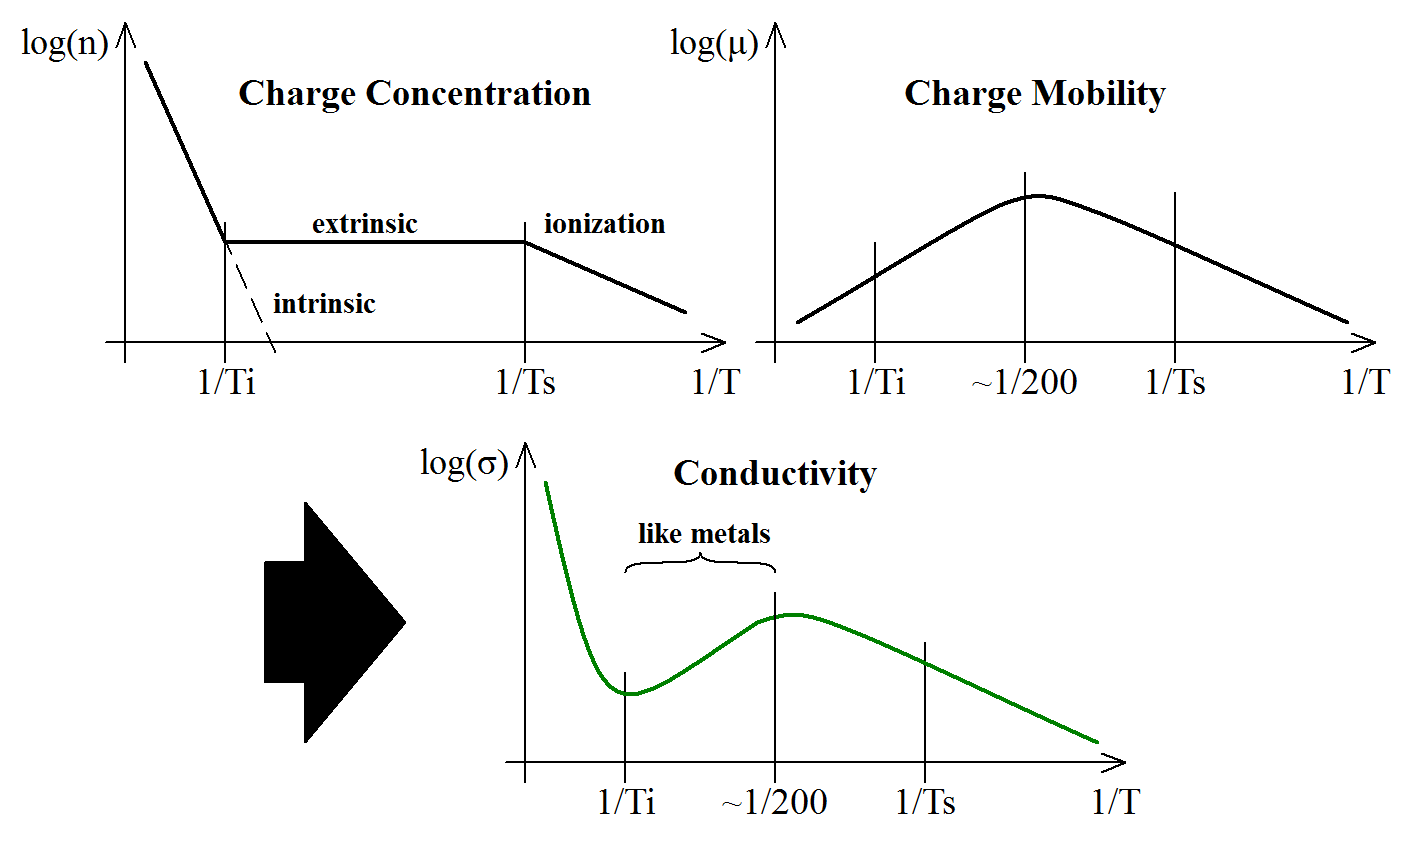 log(n)
Charge Concentration
extrinsic
ionization
intrinsic
1/Ti
1/Ts
1/T
log(μ)
Charge Mobility
1/Ti
~1/200
1/Ts
1/T
log(σ)
Conductivity
like metals
1/Ti
~1/200
1/Ts
1/T